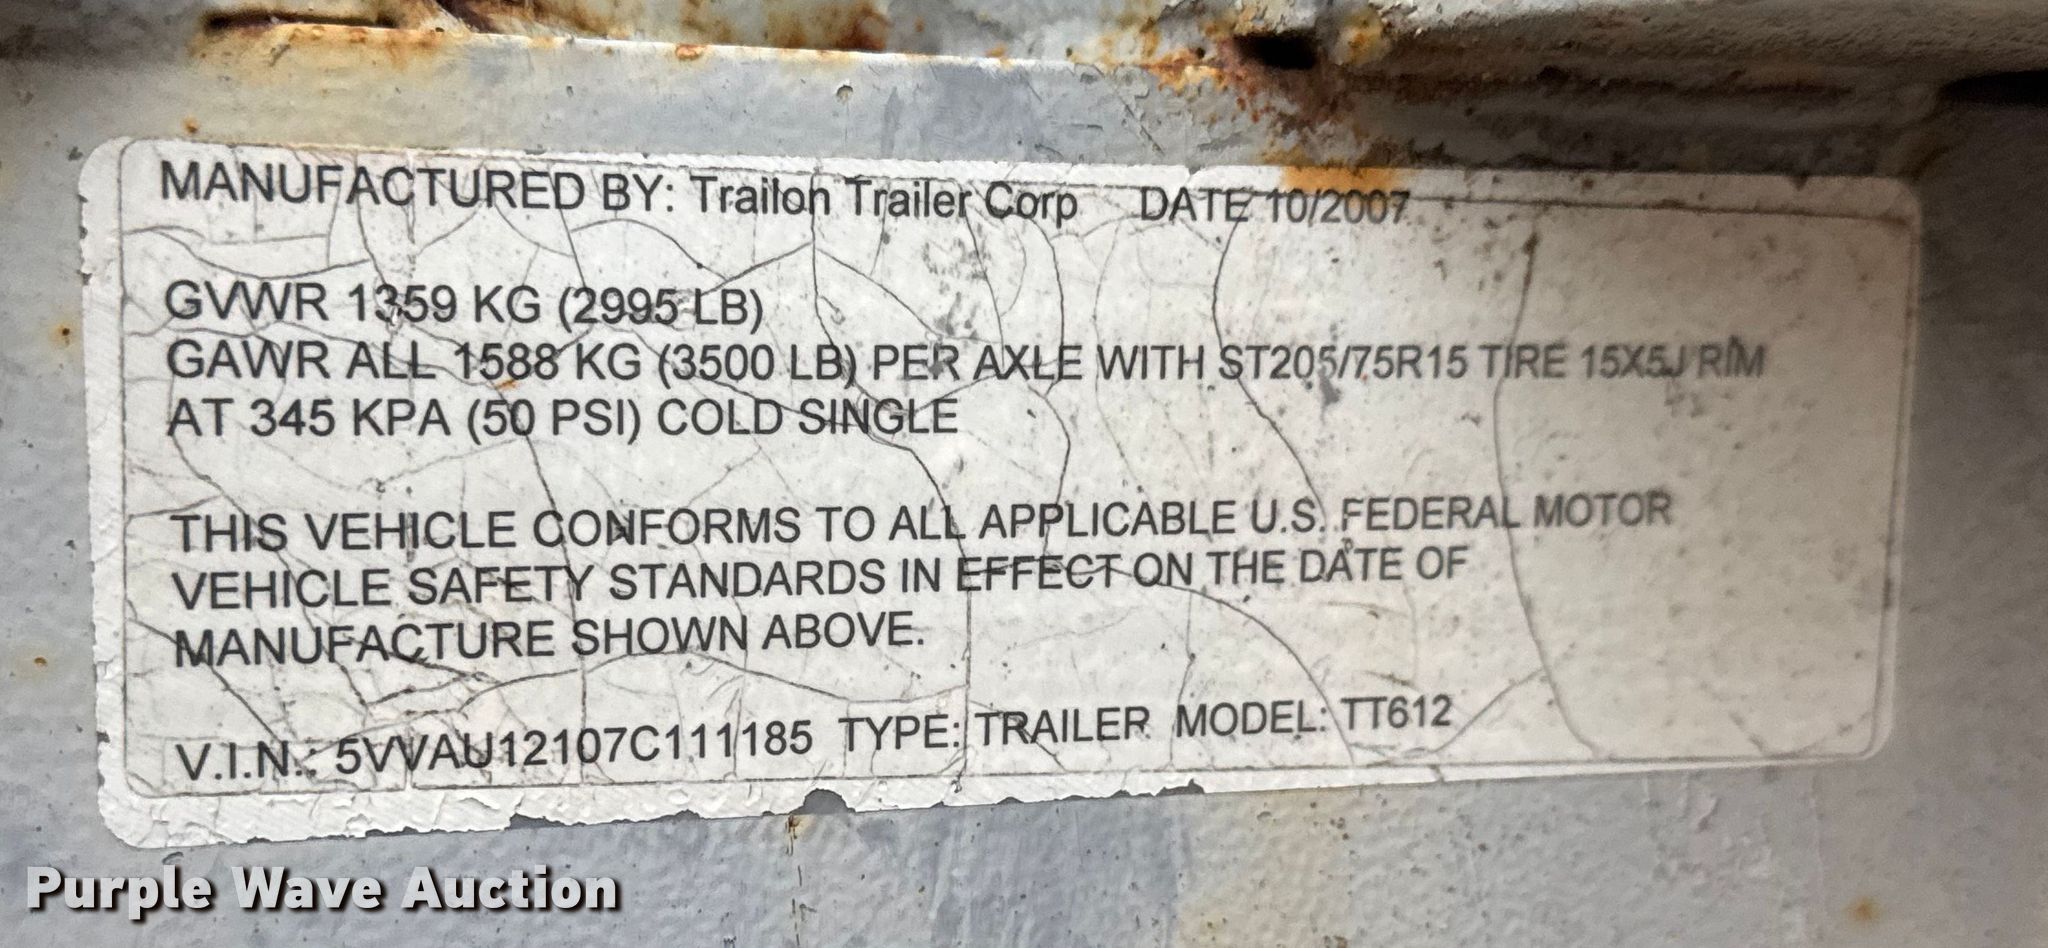 MANUFACTURED BY: Trailon Trailer Corp DATE 10/2007
GVWR 1359 KG (2995 LB)
GAWR ALL 1588 KG (3500 LB) PER AXLE WITH ST205/75R15 TIRE 15X5J RIM
AT 345 KPA (50 PSI) COLD SINGLE
THIS VEHICLE CONFORMS TO ALL APPLICABLE U.S. FEDERAL MOTOR
VEHICLE SAFETY STANDARDS IN EFFECT ON THE DATE OF
MANUFACTURE SHOWN ABOVE.
V.I.N.: 5VVAU12107C111185 TYPE: TRAILER MODEL: TT612
Purple Wave Auction